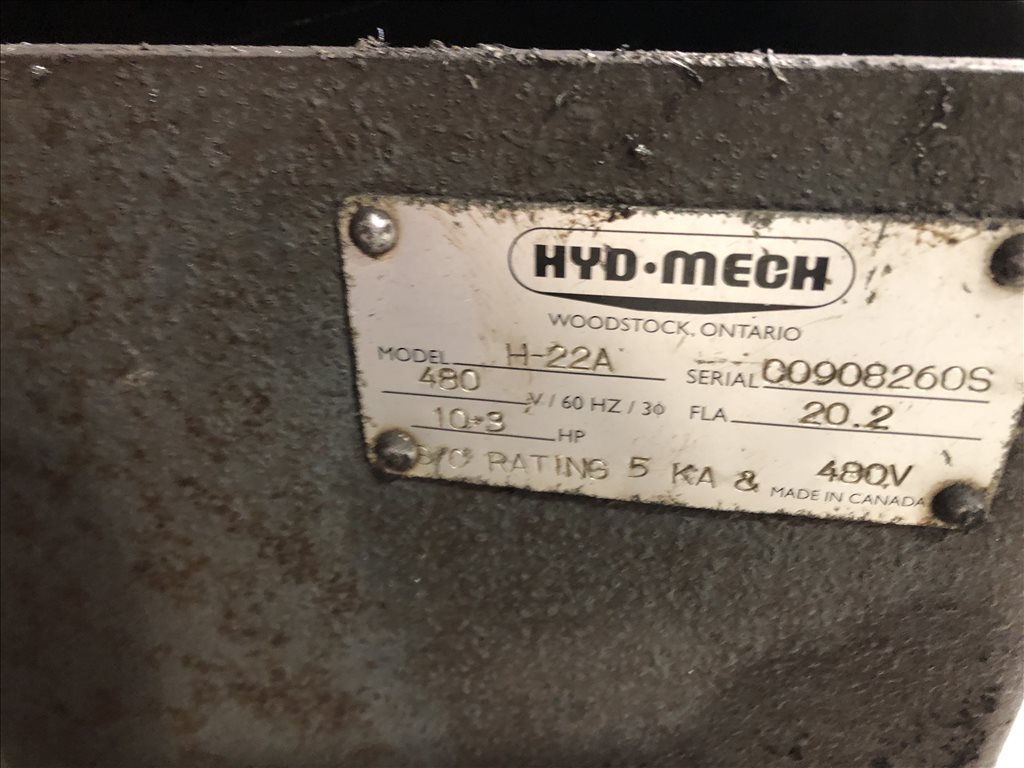 HYD·MECH
WOODSTOCK, ONTARIO
MODEL H-22A SERIAL C0908260S
480 V / 60 HZ / 3ϕ FLA 20.2
10-3 HP
S/C RATING 5 KA & 480V
MADE IN CANADA